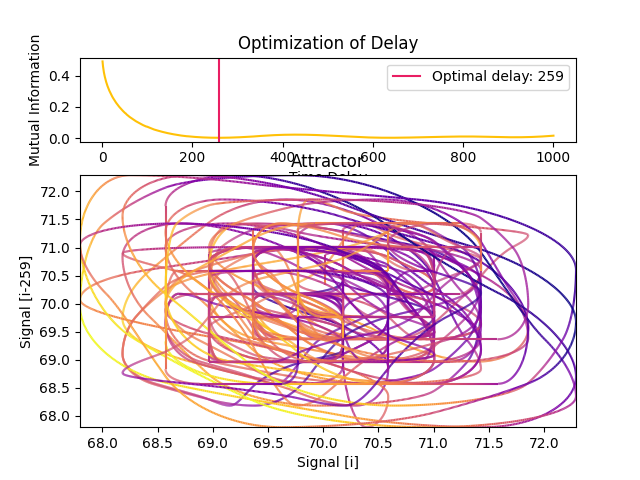 Optimization of Delay
Mutual Information
0.4
0.2
0.0
Optimal delay: 259
0 200 400 600 800 1000
Time Delay
Attractor
Signal [i-259]
72.0
71.5
71.0
70.5
70.0
69.5
69.0
68.5
68.0
68.0 68.5 69.0 69.5 70.0 70.5 71.0 71.5 72.0
Signal [i]